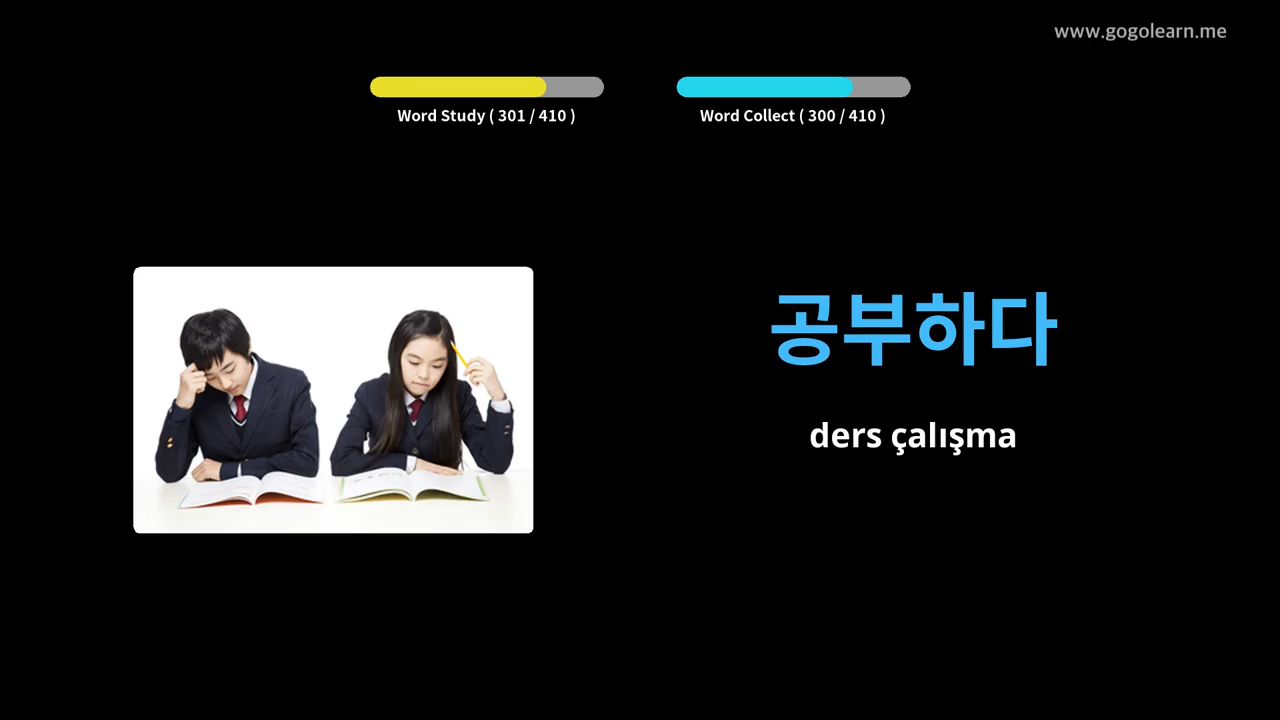 www.gogolearn.me
Word Study ( 301 / 410 )
Word Collect ( 300 / 410 )
공부하다
ders çalışma